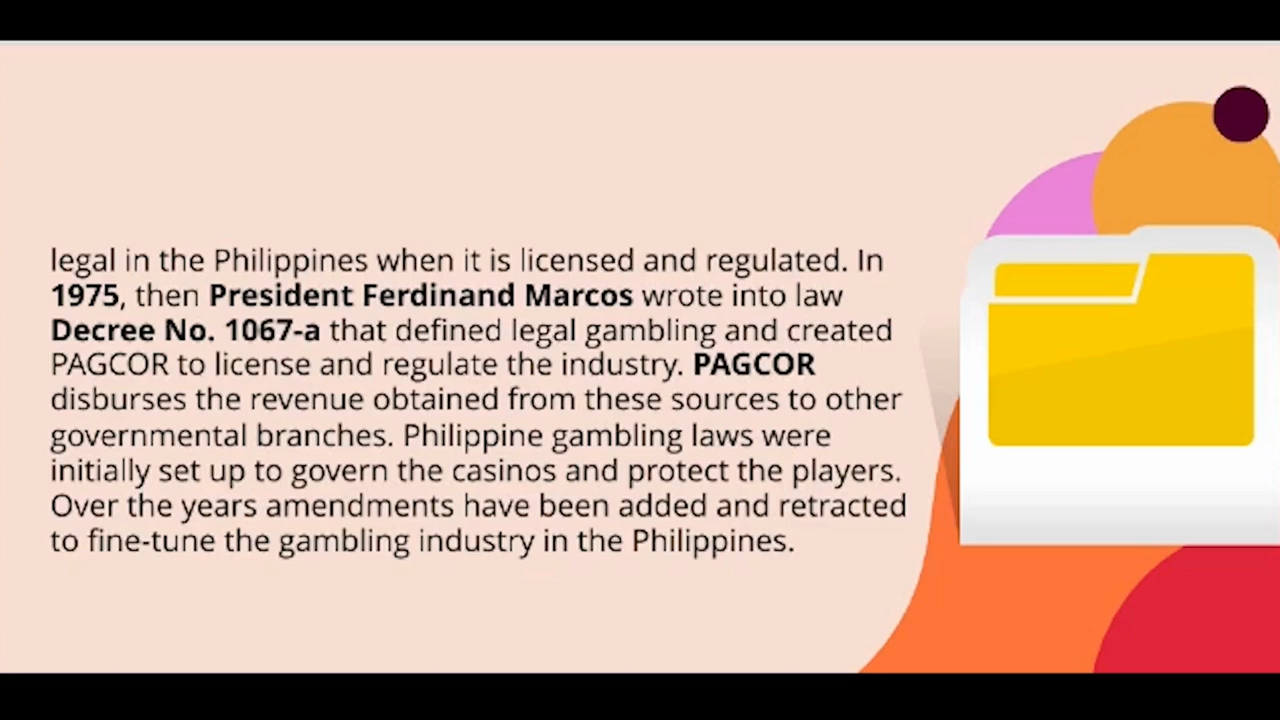 legal in the Philippines when it is licensed and regulated. In
1975, then President Ferdinand Marcos wrote into law
Decree No. 1067-a that defined legal gambling and created
PAGCOR to license and regulate the industry. PAGCOR
disburses the revenue obtained from these sources to other
governmental branches. Philippine gambling laws were
initially set up to govern the casinos and protect the players.
Over the years amendments have been added and retracted
to fine-tune the gambling industry in the Philippines.